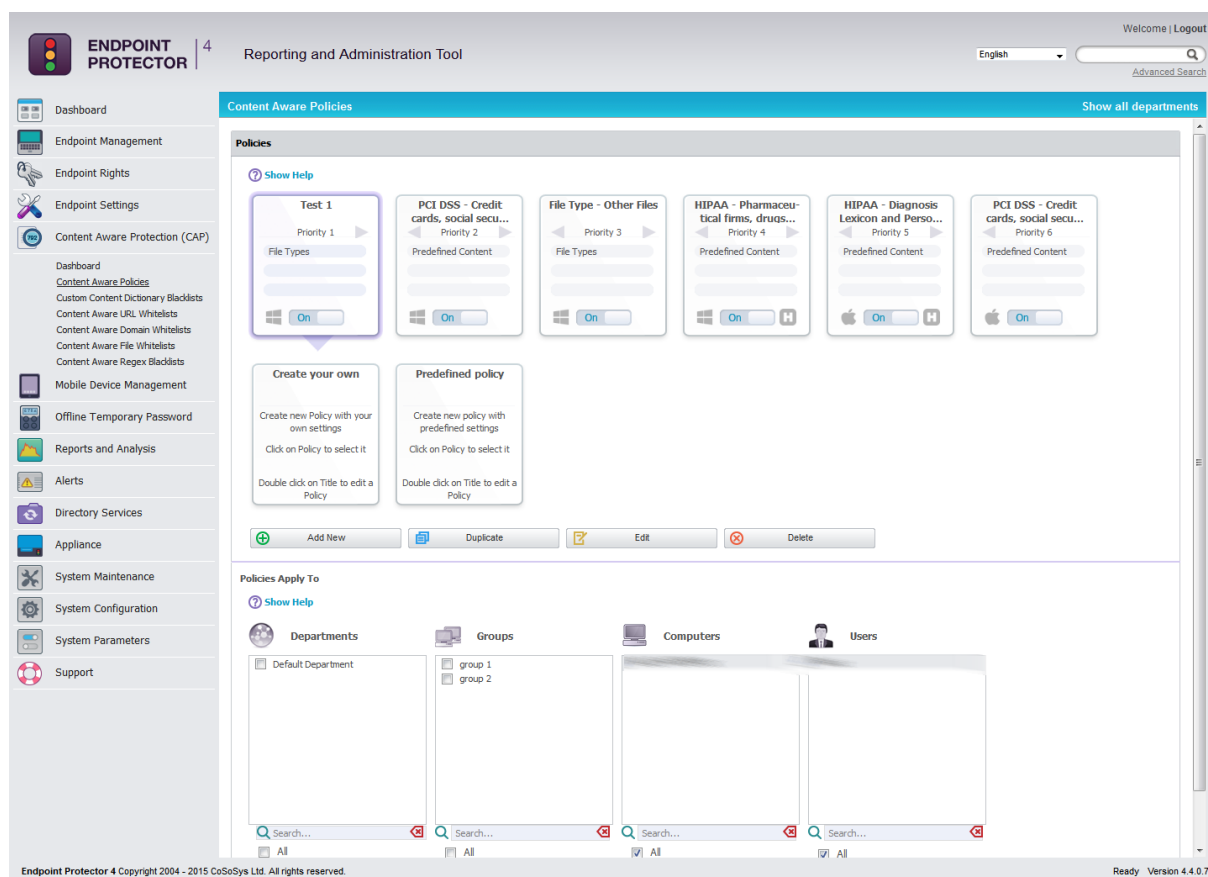 Welcome | Logout
ENDPOINT PROTECTOR 4
Reporting and Administration Tool
English
Advanced Search
Dashboard
Endpoint Management
Endpoint Rights
Endpoint Settings
Content Aware Protection (CAP)
Dashboard
Content Aware Policies
Custom Content Dictionary Blacklists
Content Aware URL Whitelists
Content Aware Domain Whitelists
Content Aware File Whitelists
Content Aware Regex Blacklists
Mobile Device Management
Offline Temporary Password
Reports and Analysis
Alerts
Directory Services
Appliance
System Maintenance
System Configuration
System Parameters
Support
Content Aware Policies
Show all departments
Policies
Show Help
Test 1
Priority 1
File Types
On
PCI DSS - Credit
cards, social secu...
Priority 2
Predefined Content
On
File Type - Other Files
Priority 3
File Types
On
HIPAA - Pharmaceu-
tical firms, drugs...
Priority 4
Predefined Content
On
H
HIPAA - Diagnosis
Lexicon and Perso...
Priority 5
Predefined Content
On
H
PCI DSS - Credit
cards, social secu...
Priority 6
Predefined Content
On
Create your own
Create new Policy with your
own settings
Click on Policy to select it
Double click on Title to edit a
Policy
Predefined policy
Create new policy with
predefined settings
Click on Policy to select it
Double click on Title to edit a
Policy
Add New
Duplicate
Edit
Delete
Policies Apply To
Show Help
Departments
Groups
Computers
Users
Default Department
group 1
group 2
Search...
Search...
Search...
Search...
All
All
All
All
Endpoint Protector 4 Copyright 2004 - 2015 CoSoSys Ltd. All rights reserved.
Ready Version 4.4.0.7